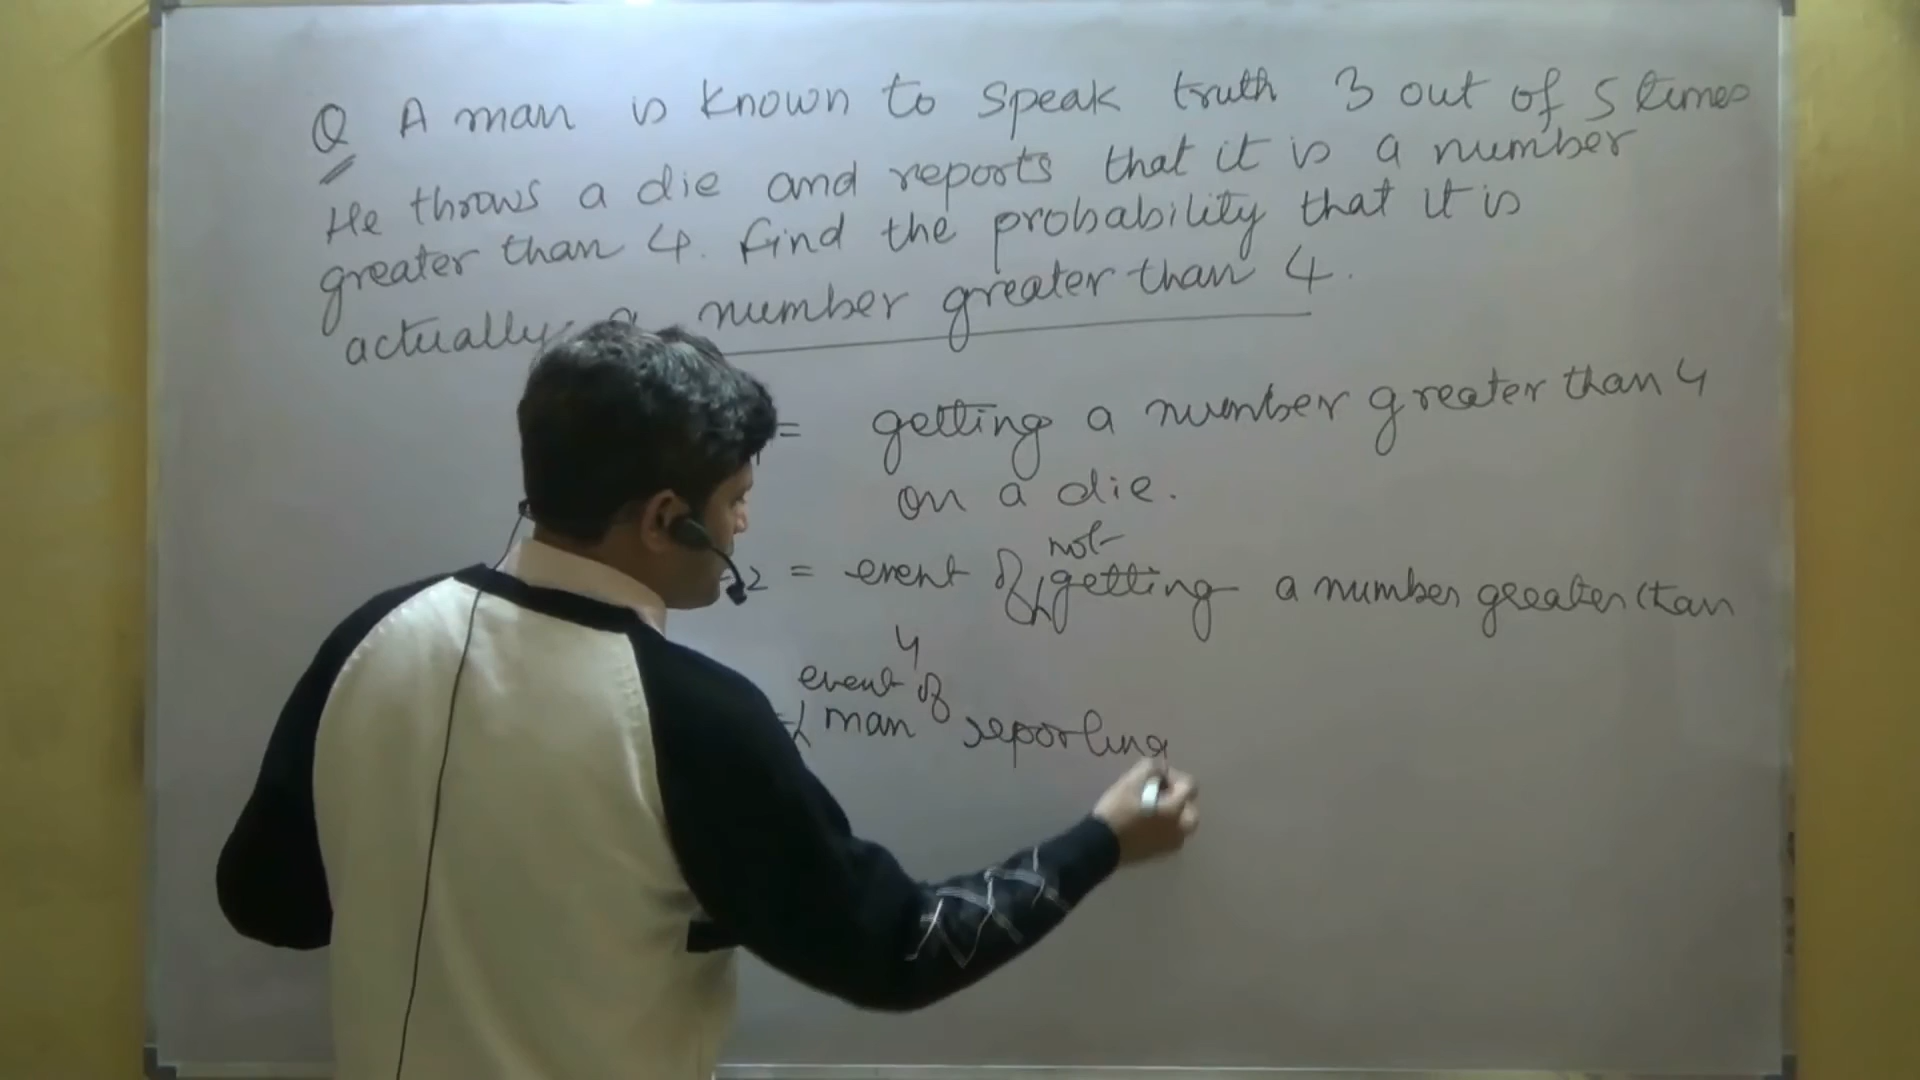 Q A man is known to speak truth 3 out of 5 times
He throws a die and reports that it is a number
greater than 4. Find the probability that it is
actually a number greater than 4.
= getting a number greater than 4
on a die.
not
2 = event of getting a number greater than
4
event of
= man reporting